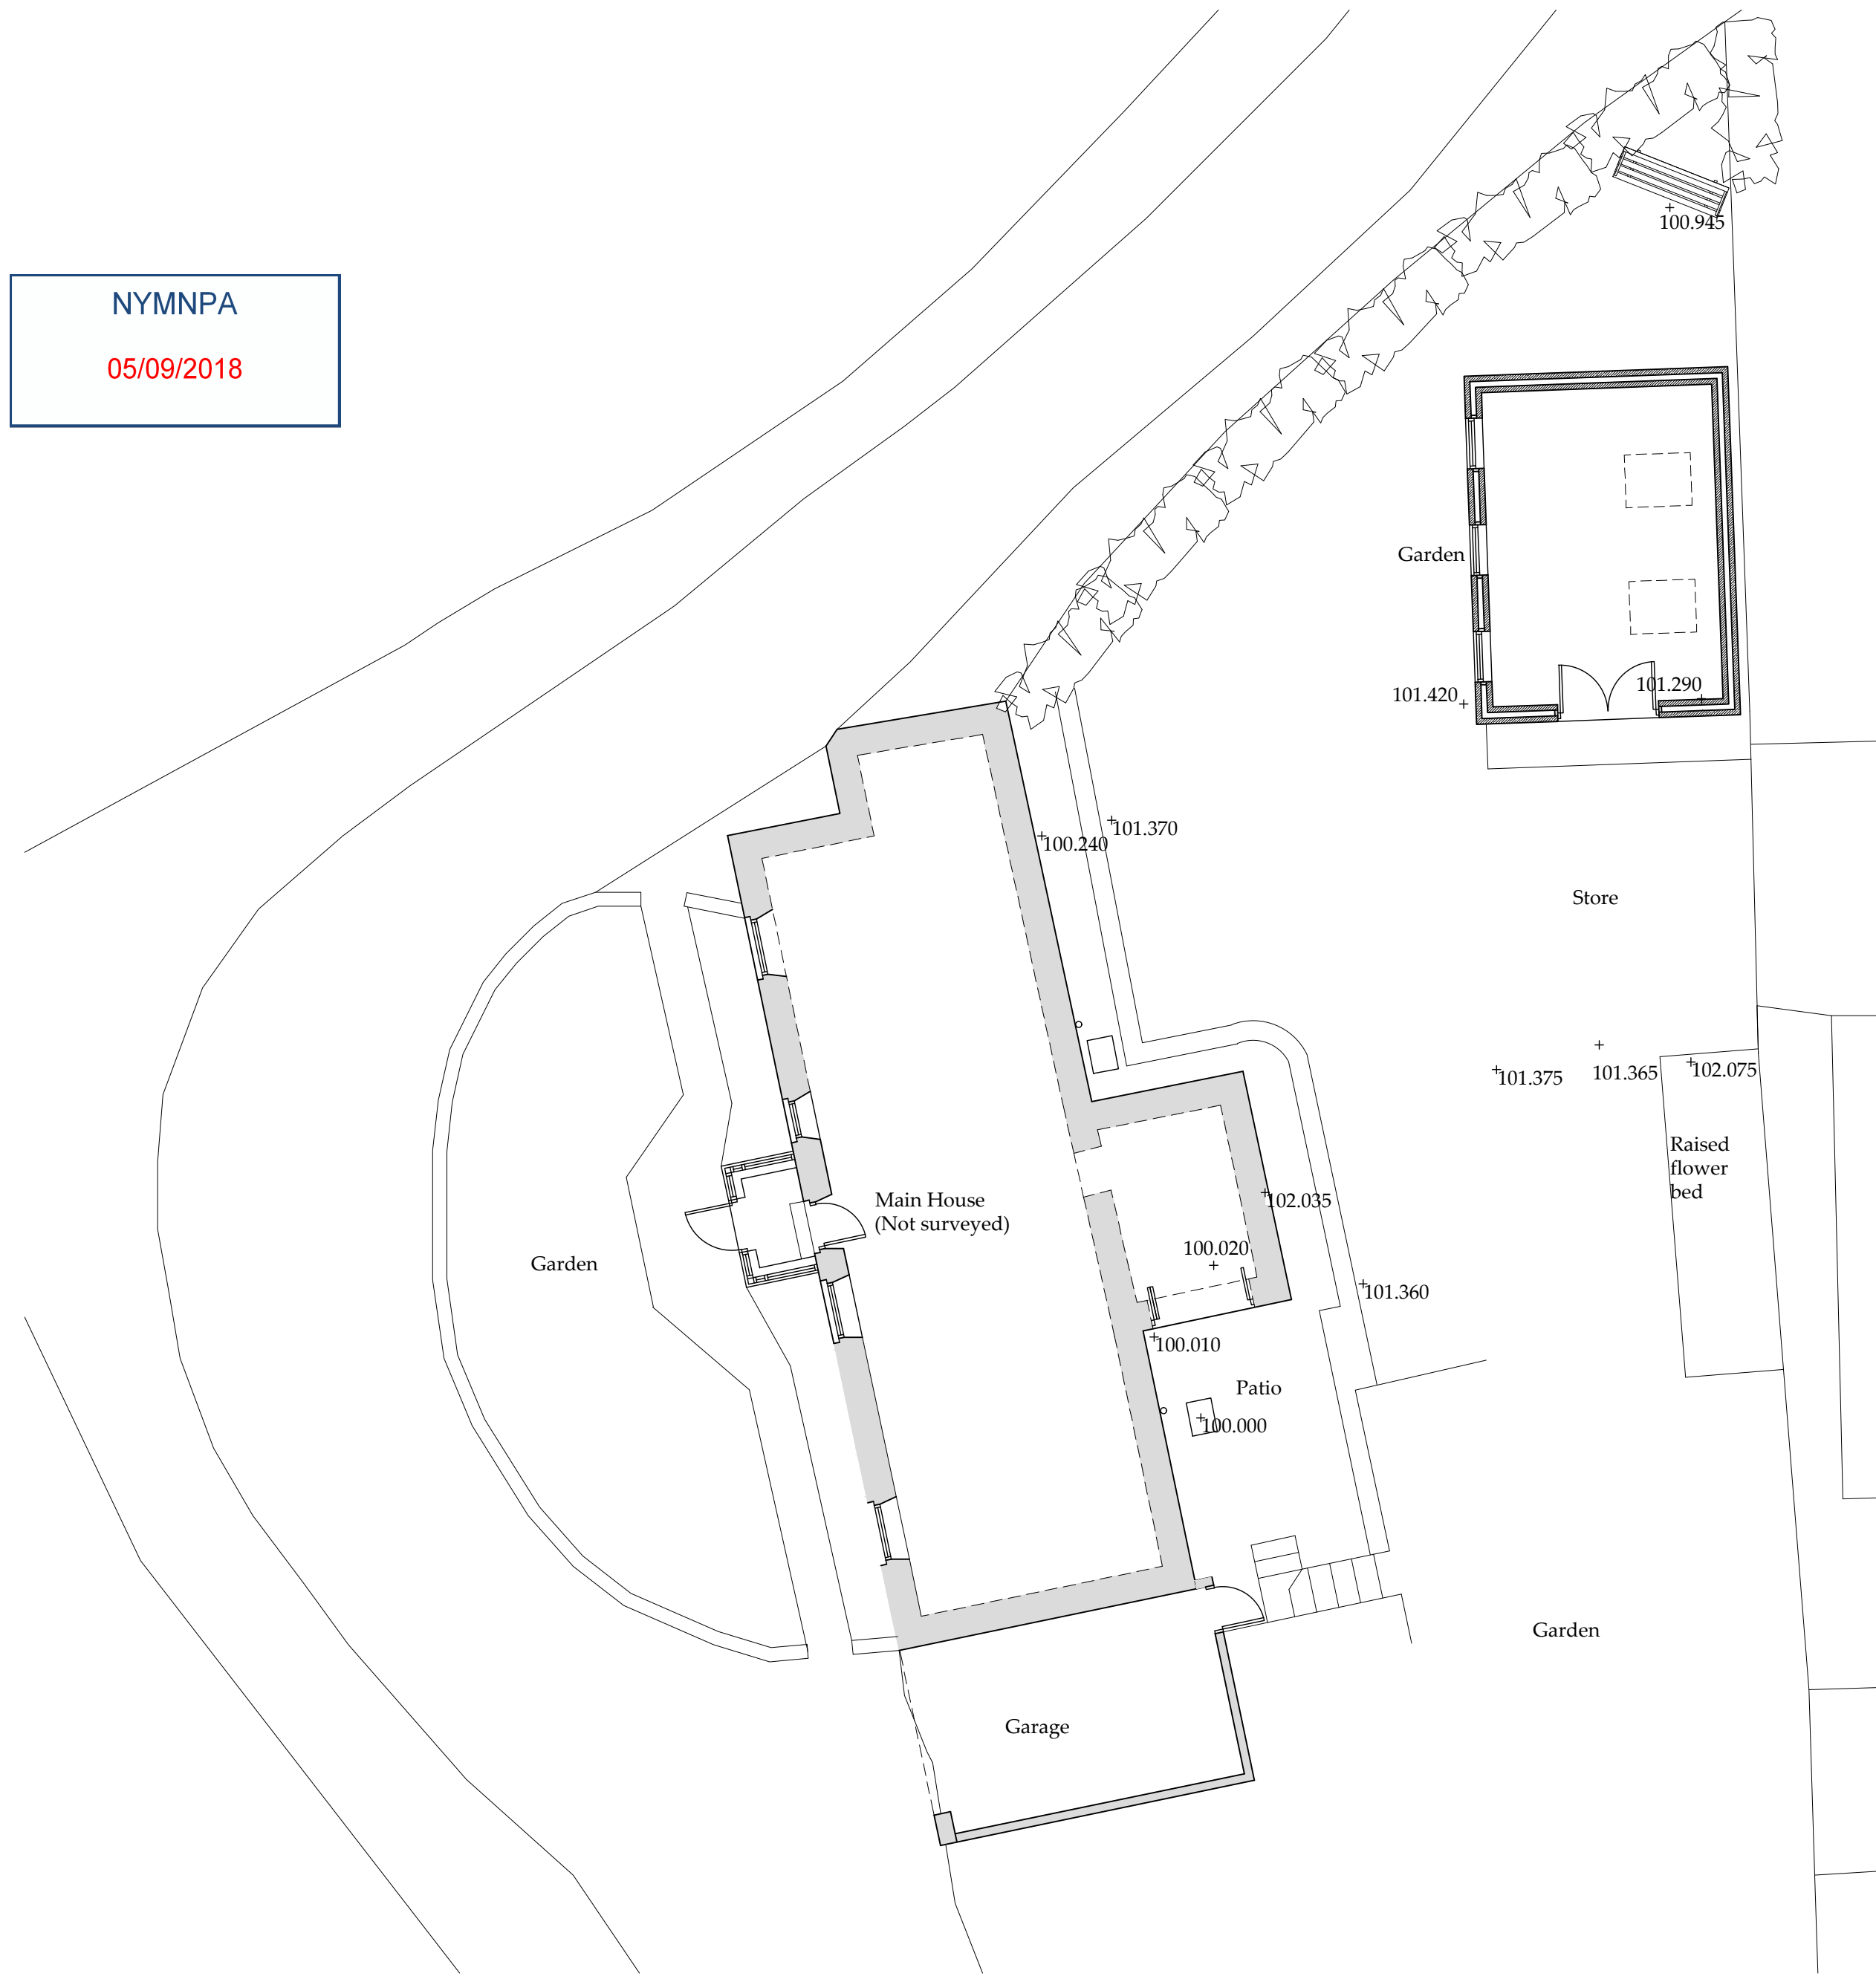 100.945
NYMNPA
05/09/2018
Garden
101.420
101.290
101.370
100.240
Store
101.375
101.365
102.075
Raised
flower
bed
Main House
(Not surveyed)
102.035
100.020
Garden
101.360
100.010
Patio
100.000
Garden
Garage